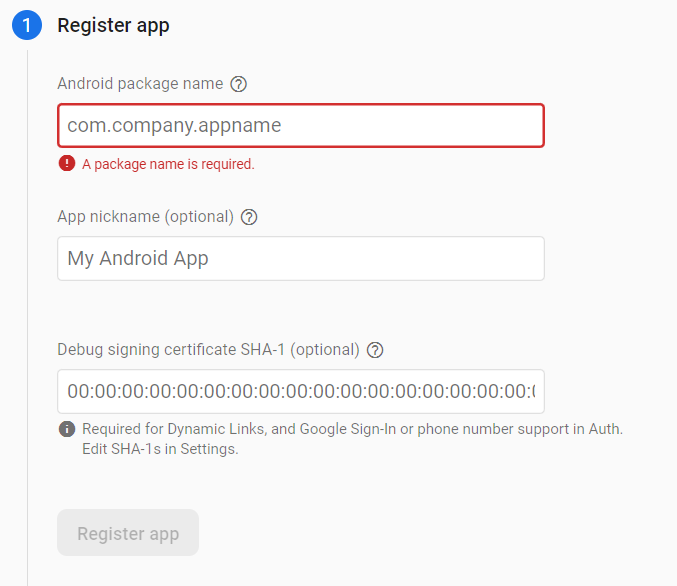 1 Register app
Android package name ?
com.company.appname
! A package name is required.
App nickname (optional) ?
My Android App
Debug signing certificate SHA-1 (optional) ?
00:00:00:00:00:00:00:00:00:00:00:00:00:00:00:00:00:0
i Required for Dynamic Links, and Google Sign-In or phone number support in Auth.
Edit SHA-1s in Settings.
Register app